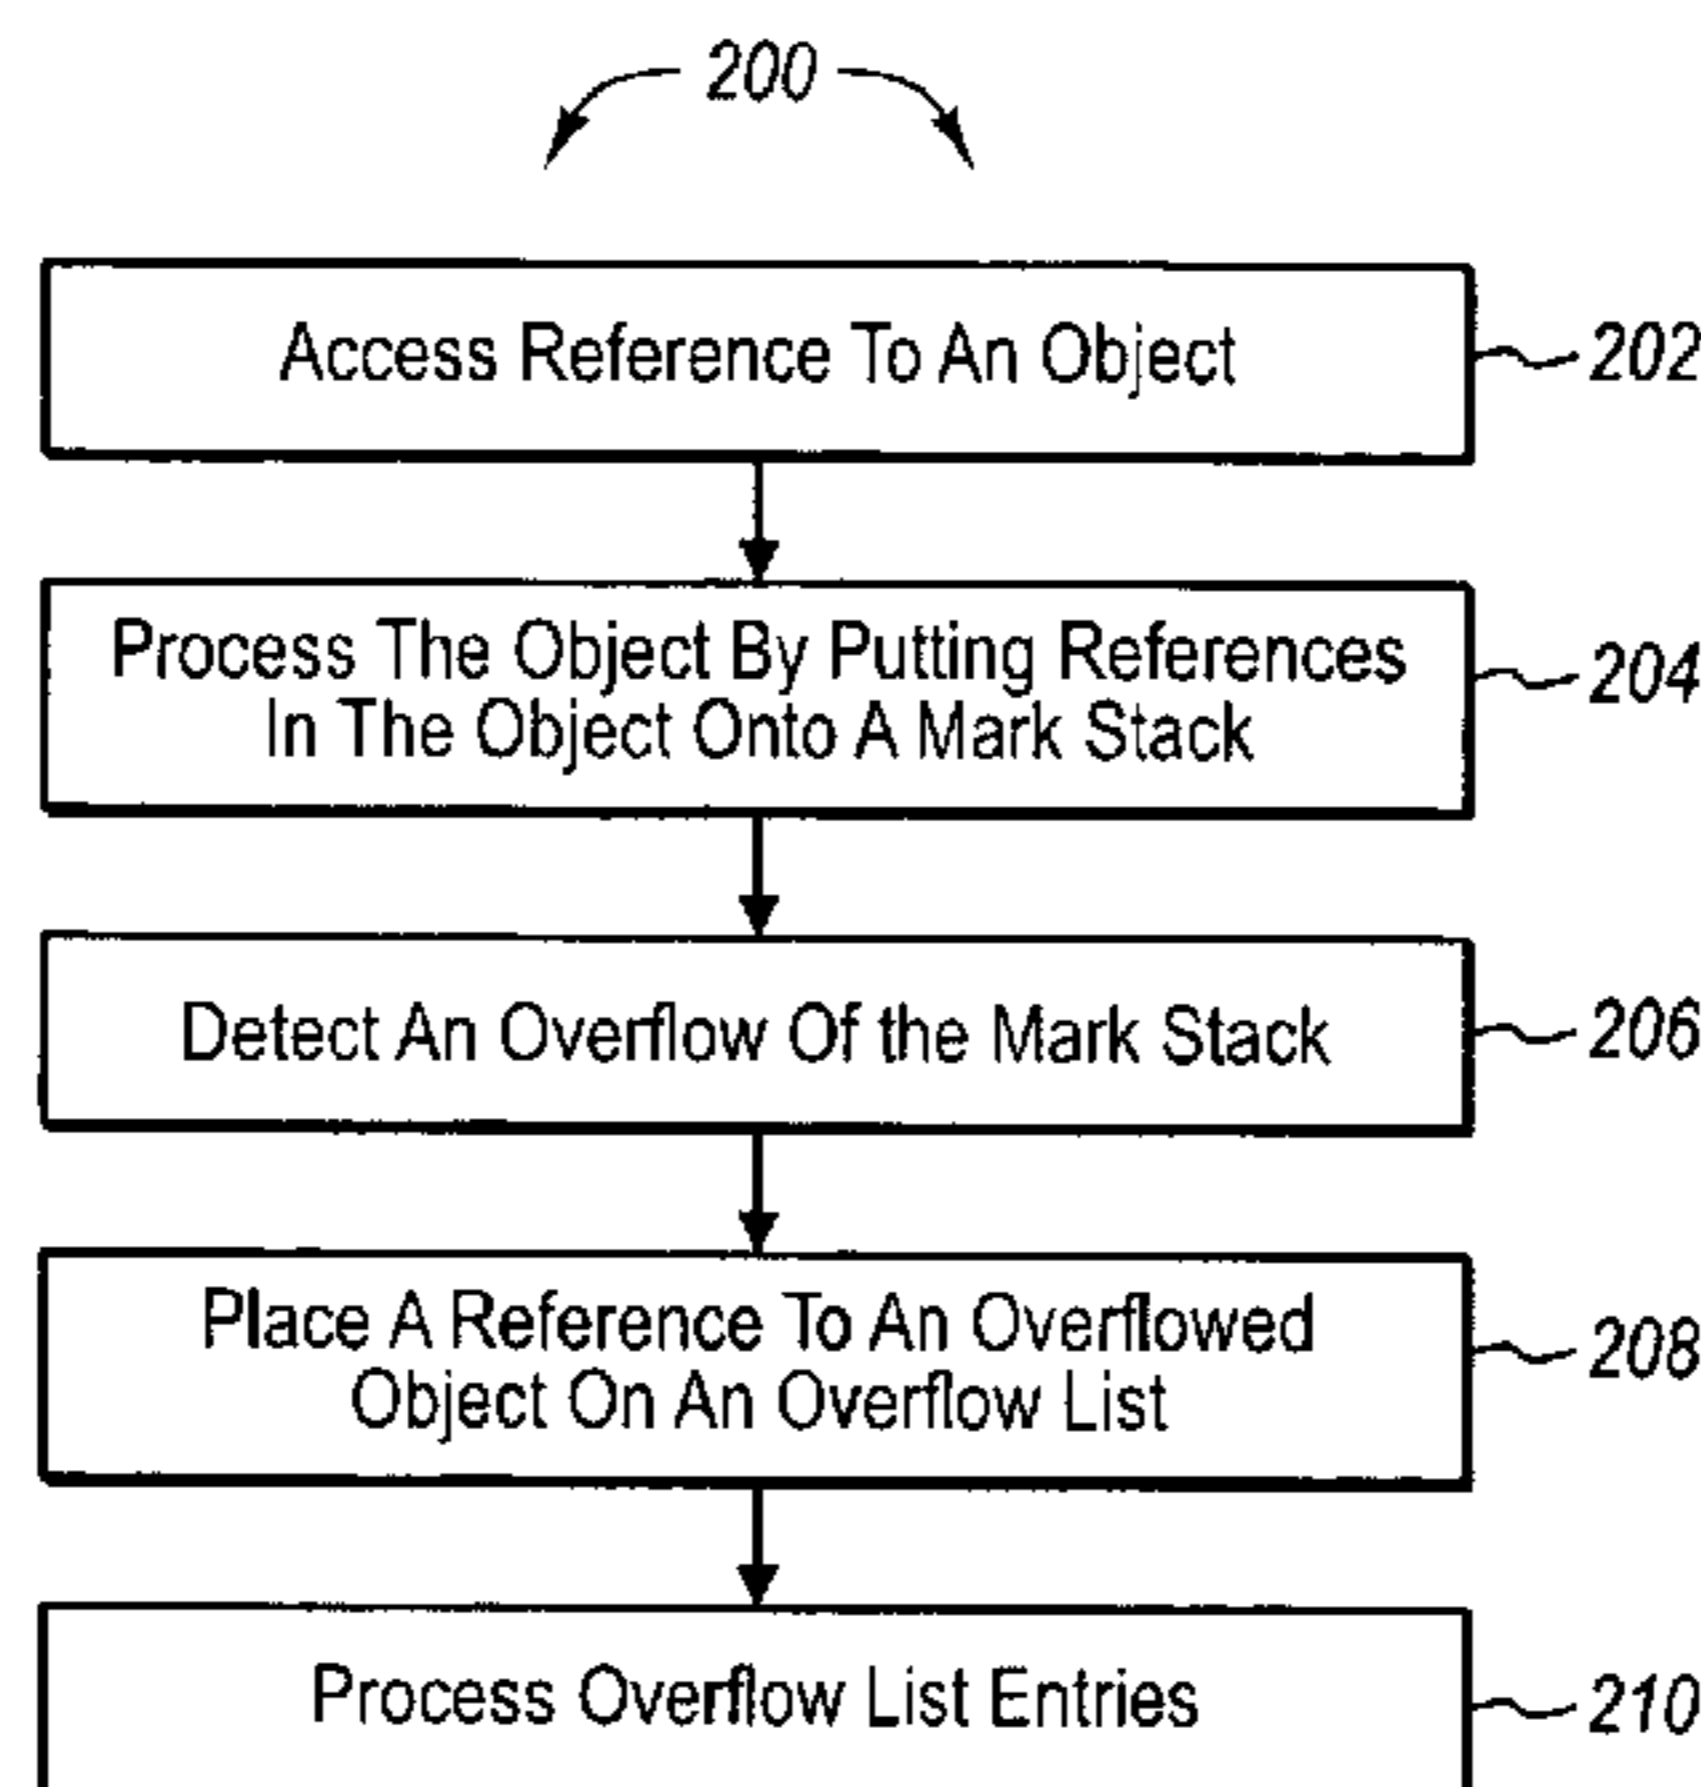 200
Access Reference To An Object
202
Process The Object By Putting References
In The Object Onto A Mark Stack
204
Detect An Overflow Of the Mark Stack
206
Place A Reference To An Overflowed
Object On An Overflow List
208
Process Overflow List Entries
210